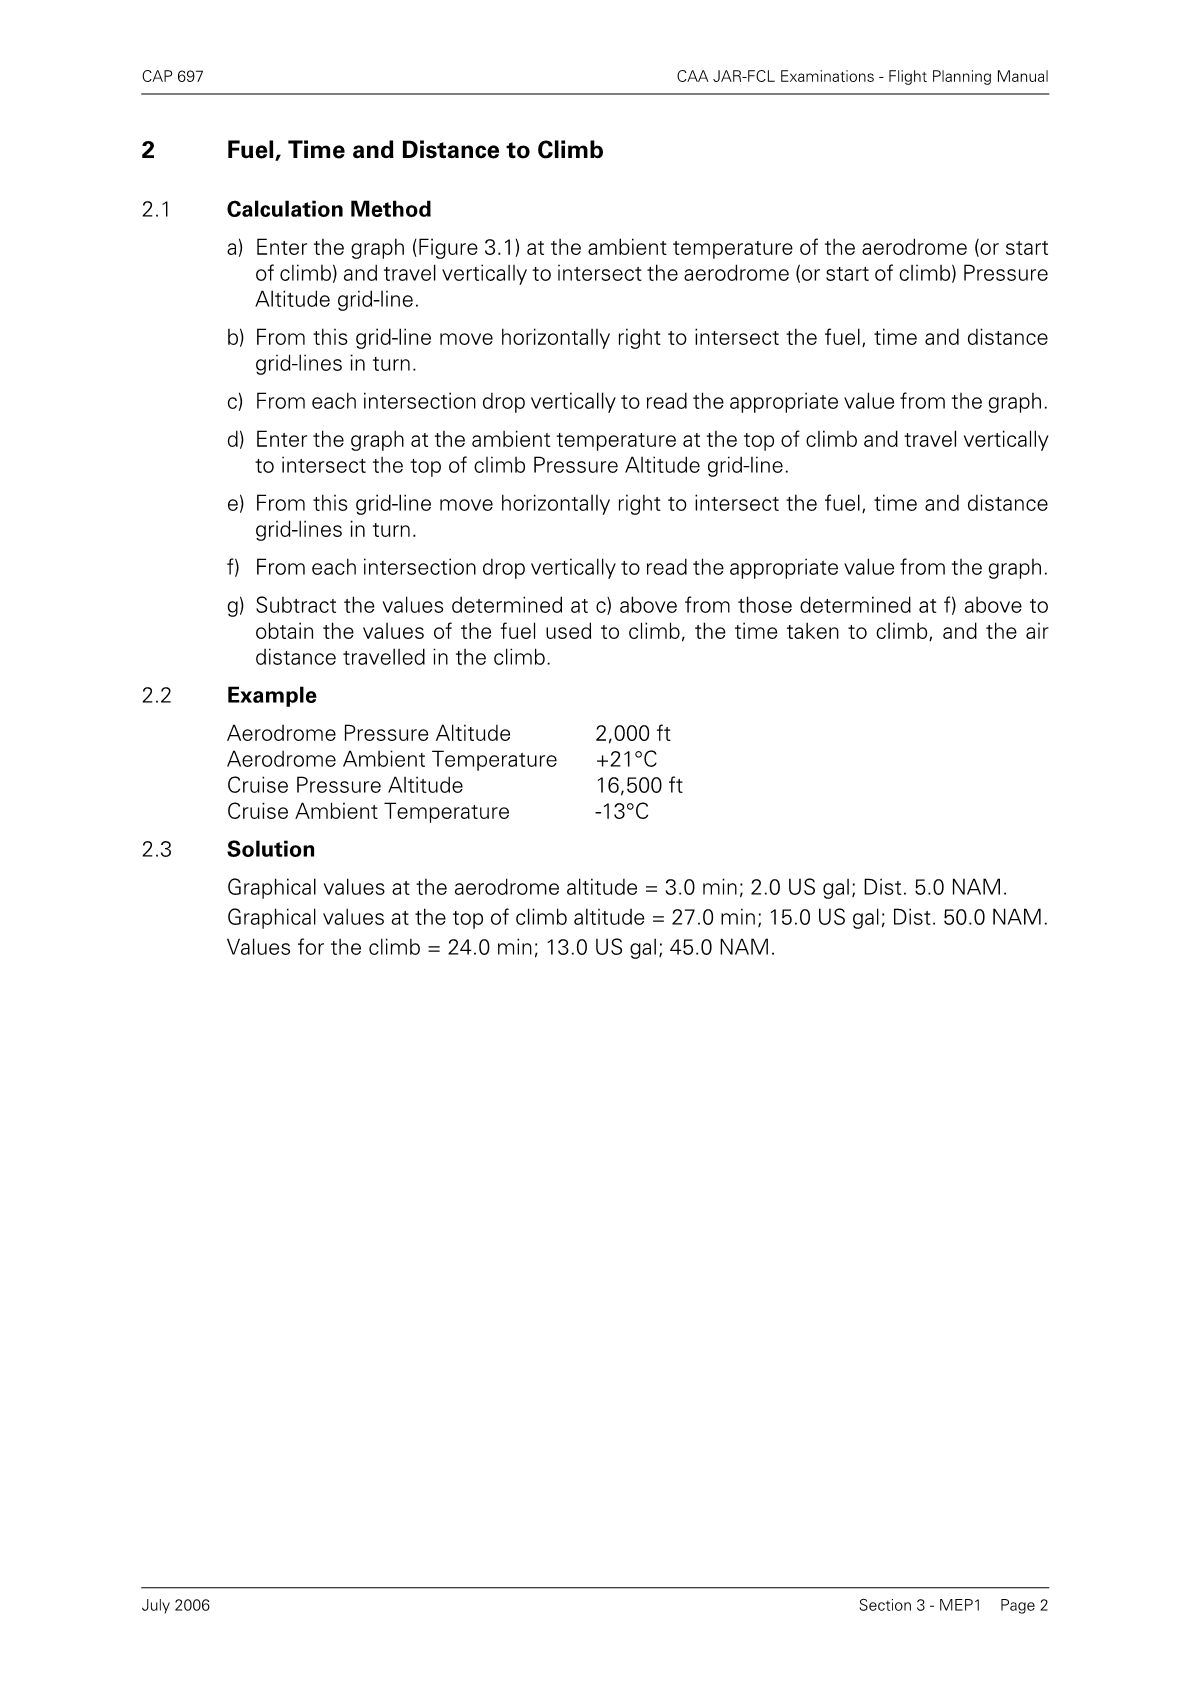 CAP 697 CAA JAR-FCL Examinations - Flight Planning Manual
2 Fuel, Time and Distance to Climb
2.1 Calculation Method
a) Enter the graph (Figure 3.1) at the ambient temperature of the aerodrome (or start
of climb) and travel vertically to intersect the aerodrome (or start of climb) Pressure
Altitude grid-line.
b) From this grid-line move horizontally right to intersect the fuel, time and distance
grid-lines in turn.
c) From each intersection drop vertically to read the appropriate value from the graph.
d) Enter the graph at the ambient temperature at the top of climb and travel vertically
to intersect the top of climb Pressure Altitude grid-line.
e) From this grid-line move horizontally right to intersect the fuel, time and distance
grid-lines in turn.
f) From each intersection drop vertically to read the appropriate value from the graph.
g) Subtract the values determined at c) above from those determined at f) above to
obtain the values of the fuel used to climb, the time taken to climb, and the air
distance travelled in the climb.
2.2 Example
Aerodrome Pressure Altitude 2,000 ft
Aerodrome Ambient Temperature +21°C
Cruise Pressure Altitude 16,500 ft
Cruise Ambient Temperature -13°C
2.3 Solution
Graphical values at the aerodrome altitude = 3.0 min; 2.0 US gal; Dist. 5.0 NAM.
Graphical values at the top of climb altitude = 27.0 min; 15.0 US gal; Dist. 50.0 NAM.
Values for the climb = 24.0 min; 13.0 US gal; 45.0 NAM.
July 2006 Section 3 - MEP1 Page 2